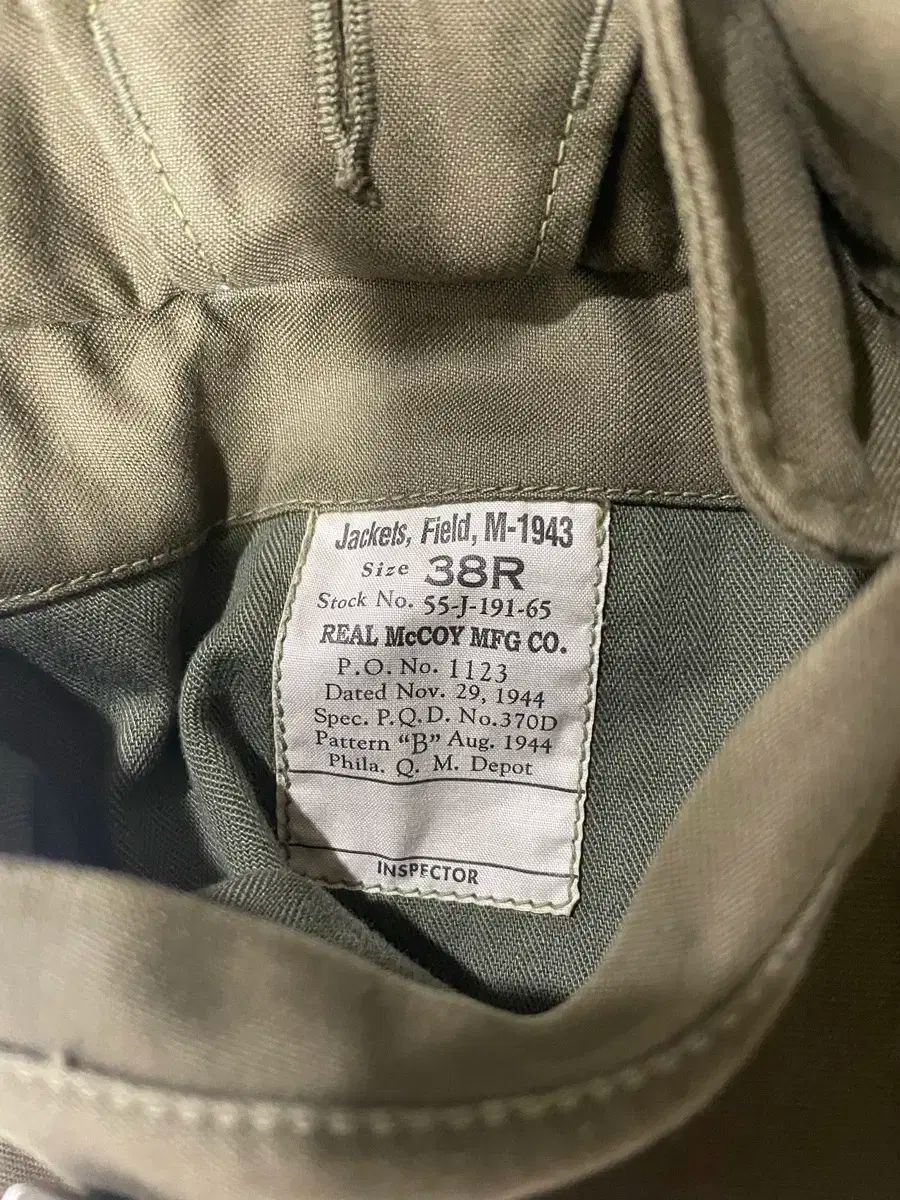 Jackets, Field, M-1943
Size 38R
Stock No. 55-J-191-65
REAL McCOY MFG CO.
P.O. No. 1123
Dated Nov. 29, 1944
Spec. P.Q.D. No.370D
Pattern “B” Aug. 1944
Phila. Q. M. Depot
INSPECTOR